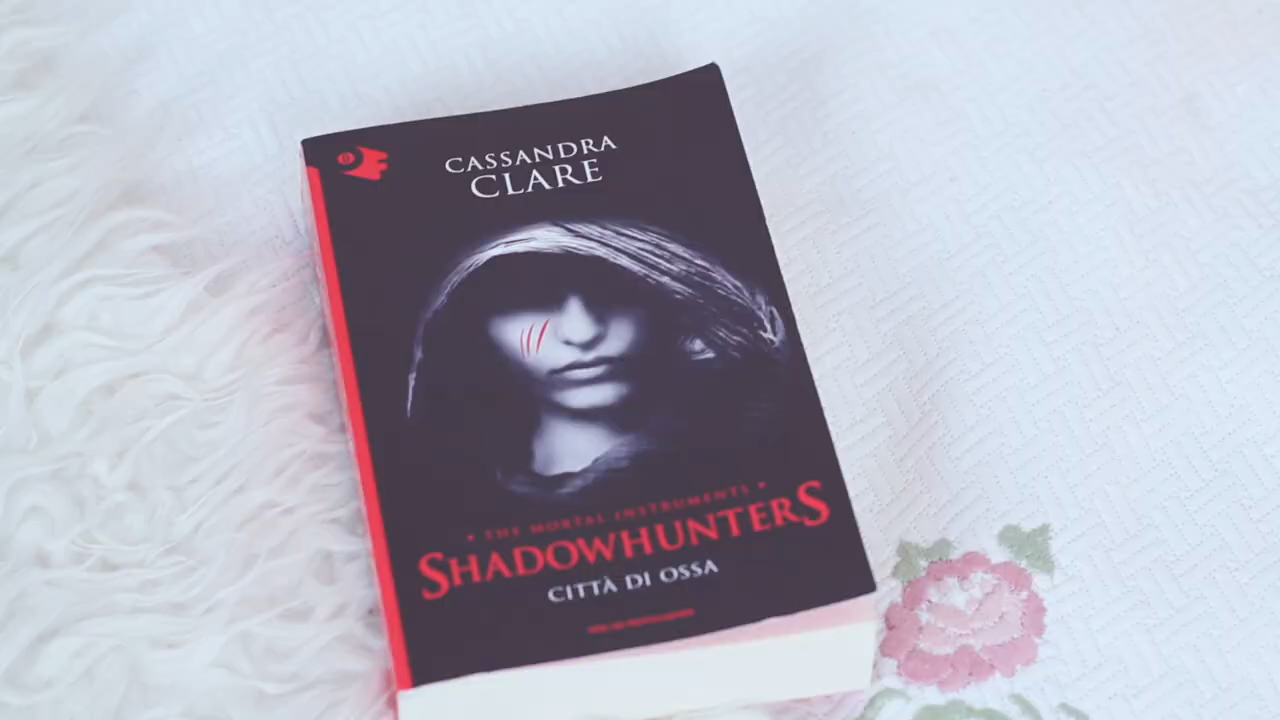 CASSANDRA
CLARE
• THE MORTAL INSTRUMENTS •
SHADOWHUNTERS
CITTÀ DI OSSA